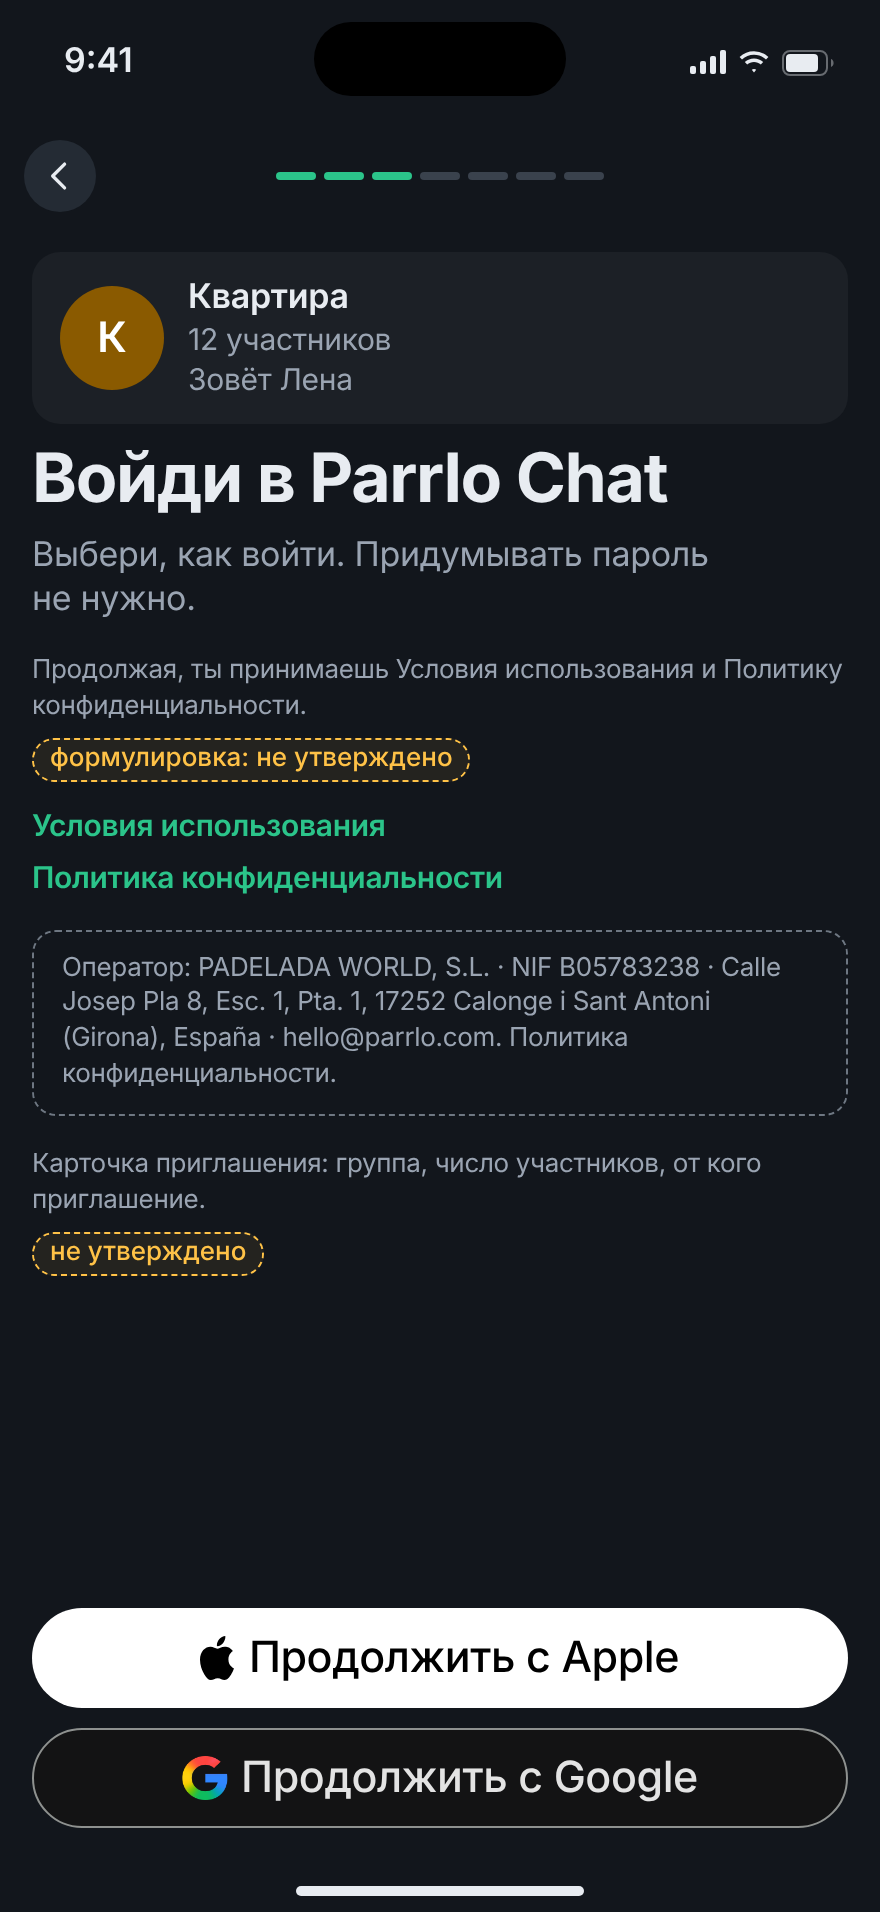 9:41
К
Квартира
12 участников
Зовёт Лена
Войди в Parrlo Chat
Выбери, как войти. Придумывать пароль
не нужно.
Продолжая, ты принимаешь Условия использования и Политику
конфиденциальности.
формулировка: не утверждено
Условия использования
Политика конфиденциальности
Оператор: PADELADA WORLD, S.L. · NIF B05783238 · Calle
Josep Pla 8, Esc. 1, Pta. 1, 17252 Calonge i Sant Antoni
(Girona), España · hello@parrlo.com. Политика
конфиденциальности.
Карточка приглашения: группа, число участников, от кого
приглашение.
не утверждено
Продолжить с Apple
Продолжить с Google